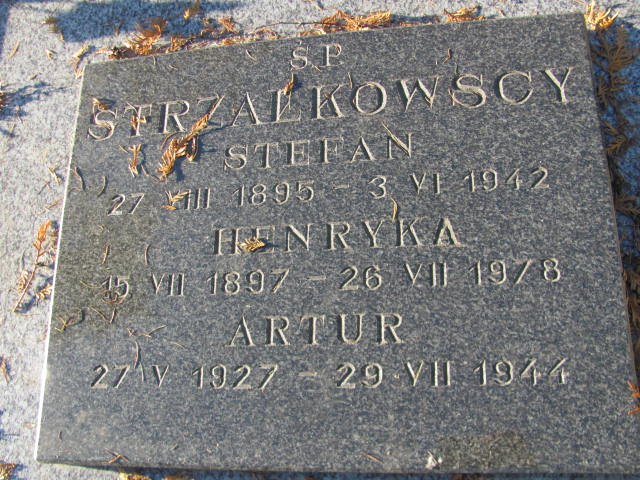 Ś.P.
STRZAŁKOWSCY
STEFAN
27 VIII 1895 - 3 VI 1942
HENRYKA
15 VII 1897 - 26 VII 1978
ARTUR
27 V 1927 - 29 VII 1944